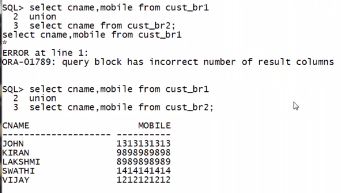 SQL> select cname,mobile from cust_br1
2 union
3 select cname from cust_br2;
select cname,mobile from cust_br1
*
ERROR at line 1:
ORA-01789: query block has incorrect number of result columns
SQL> select cname,mobile from cust_br1
2 union
3 select cname,mobile from cust_br2;
CNAME MOBILE
-------------------- ----------
JOHN 1313131313
KIRAN 9898989898
LAKSHMI 8989898989
SWATHI 1414141414
VIJAY 1212121212